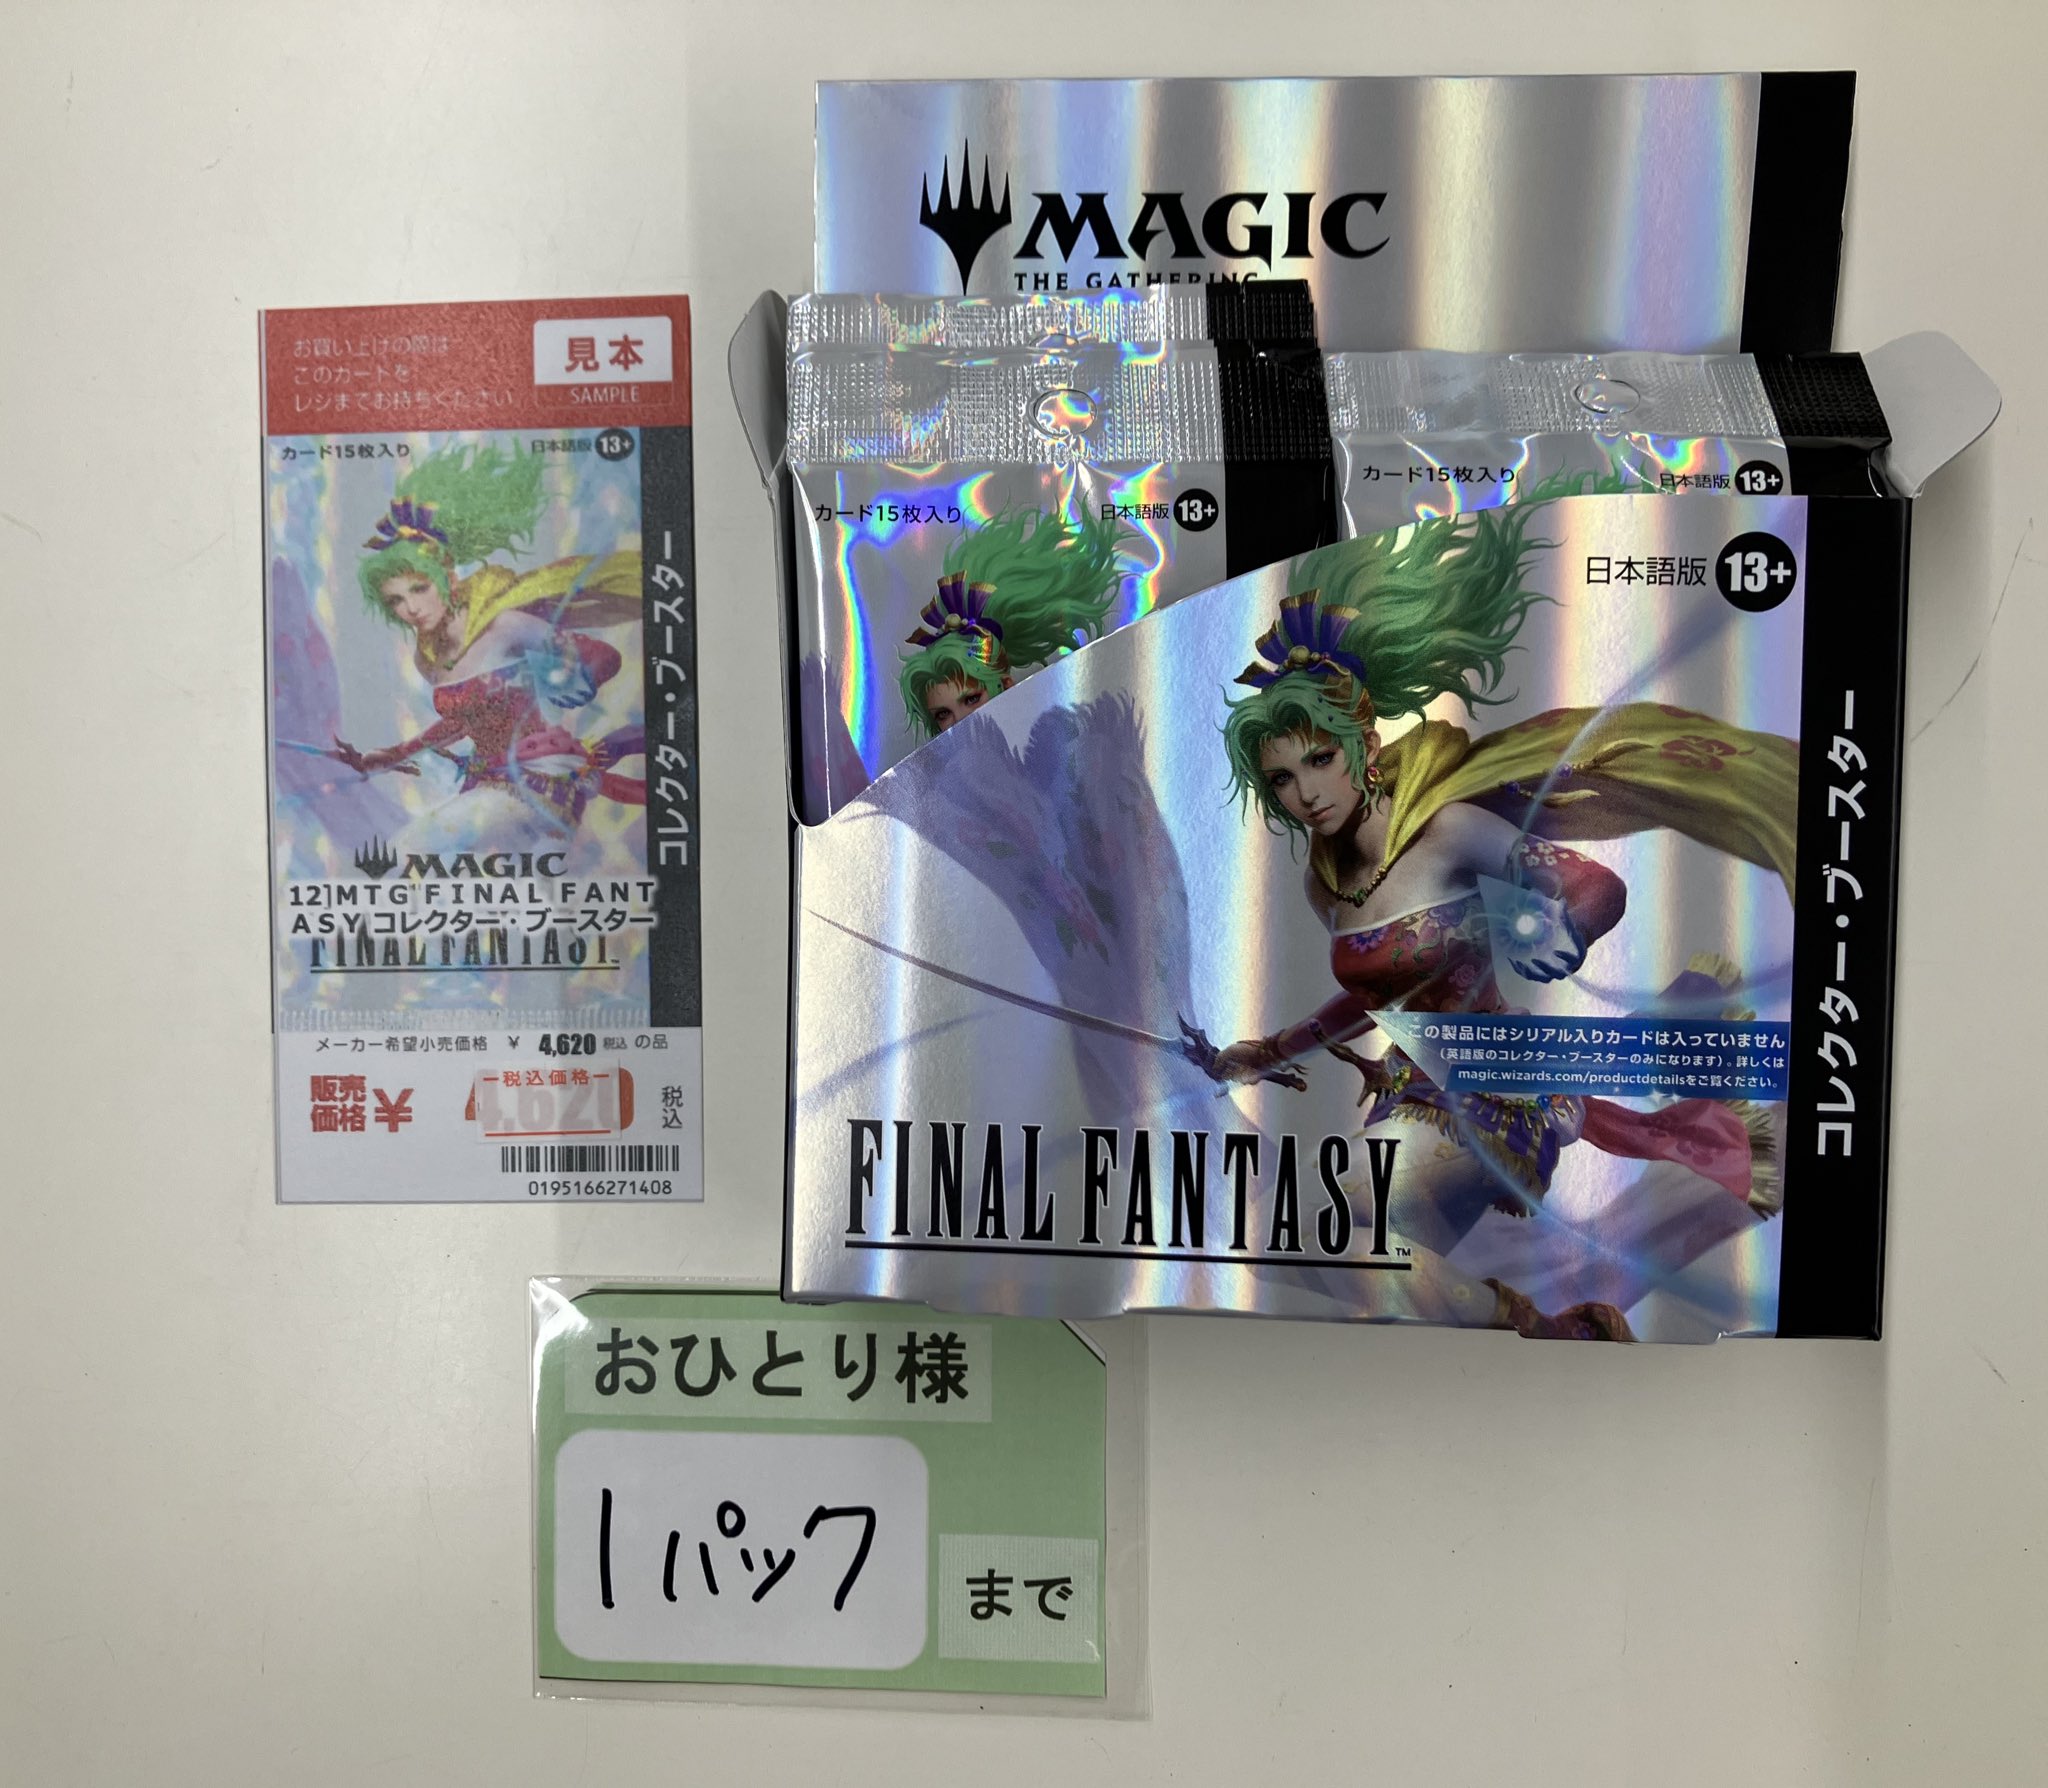 お買い上げの際は
このカードを
レジまでお持ちください
見本
SAMPLE
カード15枚入り
日本語版 13+
コレクター・ブースター
MAGIC
12]MTG FINAL FANT
ASY コレクター・ブースター
FINAL FANTASY
メーカー希望小売価格 ¥ 4,620 税込 の品
販売
価格 ¥
税込価格
4,620
税込
0195166271408
MAGIC
THE GATHERING
カード15枚入り
日本語版 13+
カード15枚入り
日本語版 13+
日本語版 13+
コレクター・ブースター
この製品にはシリアル入りカードは入っていません
(英語版のコレクター・ブースターのみになります)。詳しくは
magic.wizards.com/productdetailsをご覧ください。
FINAL FANTASY™
おひとり様
1パック
まで